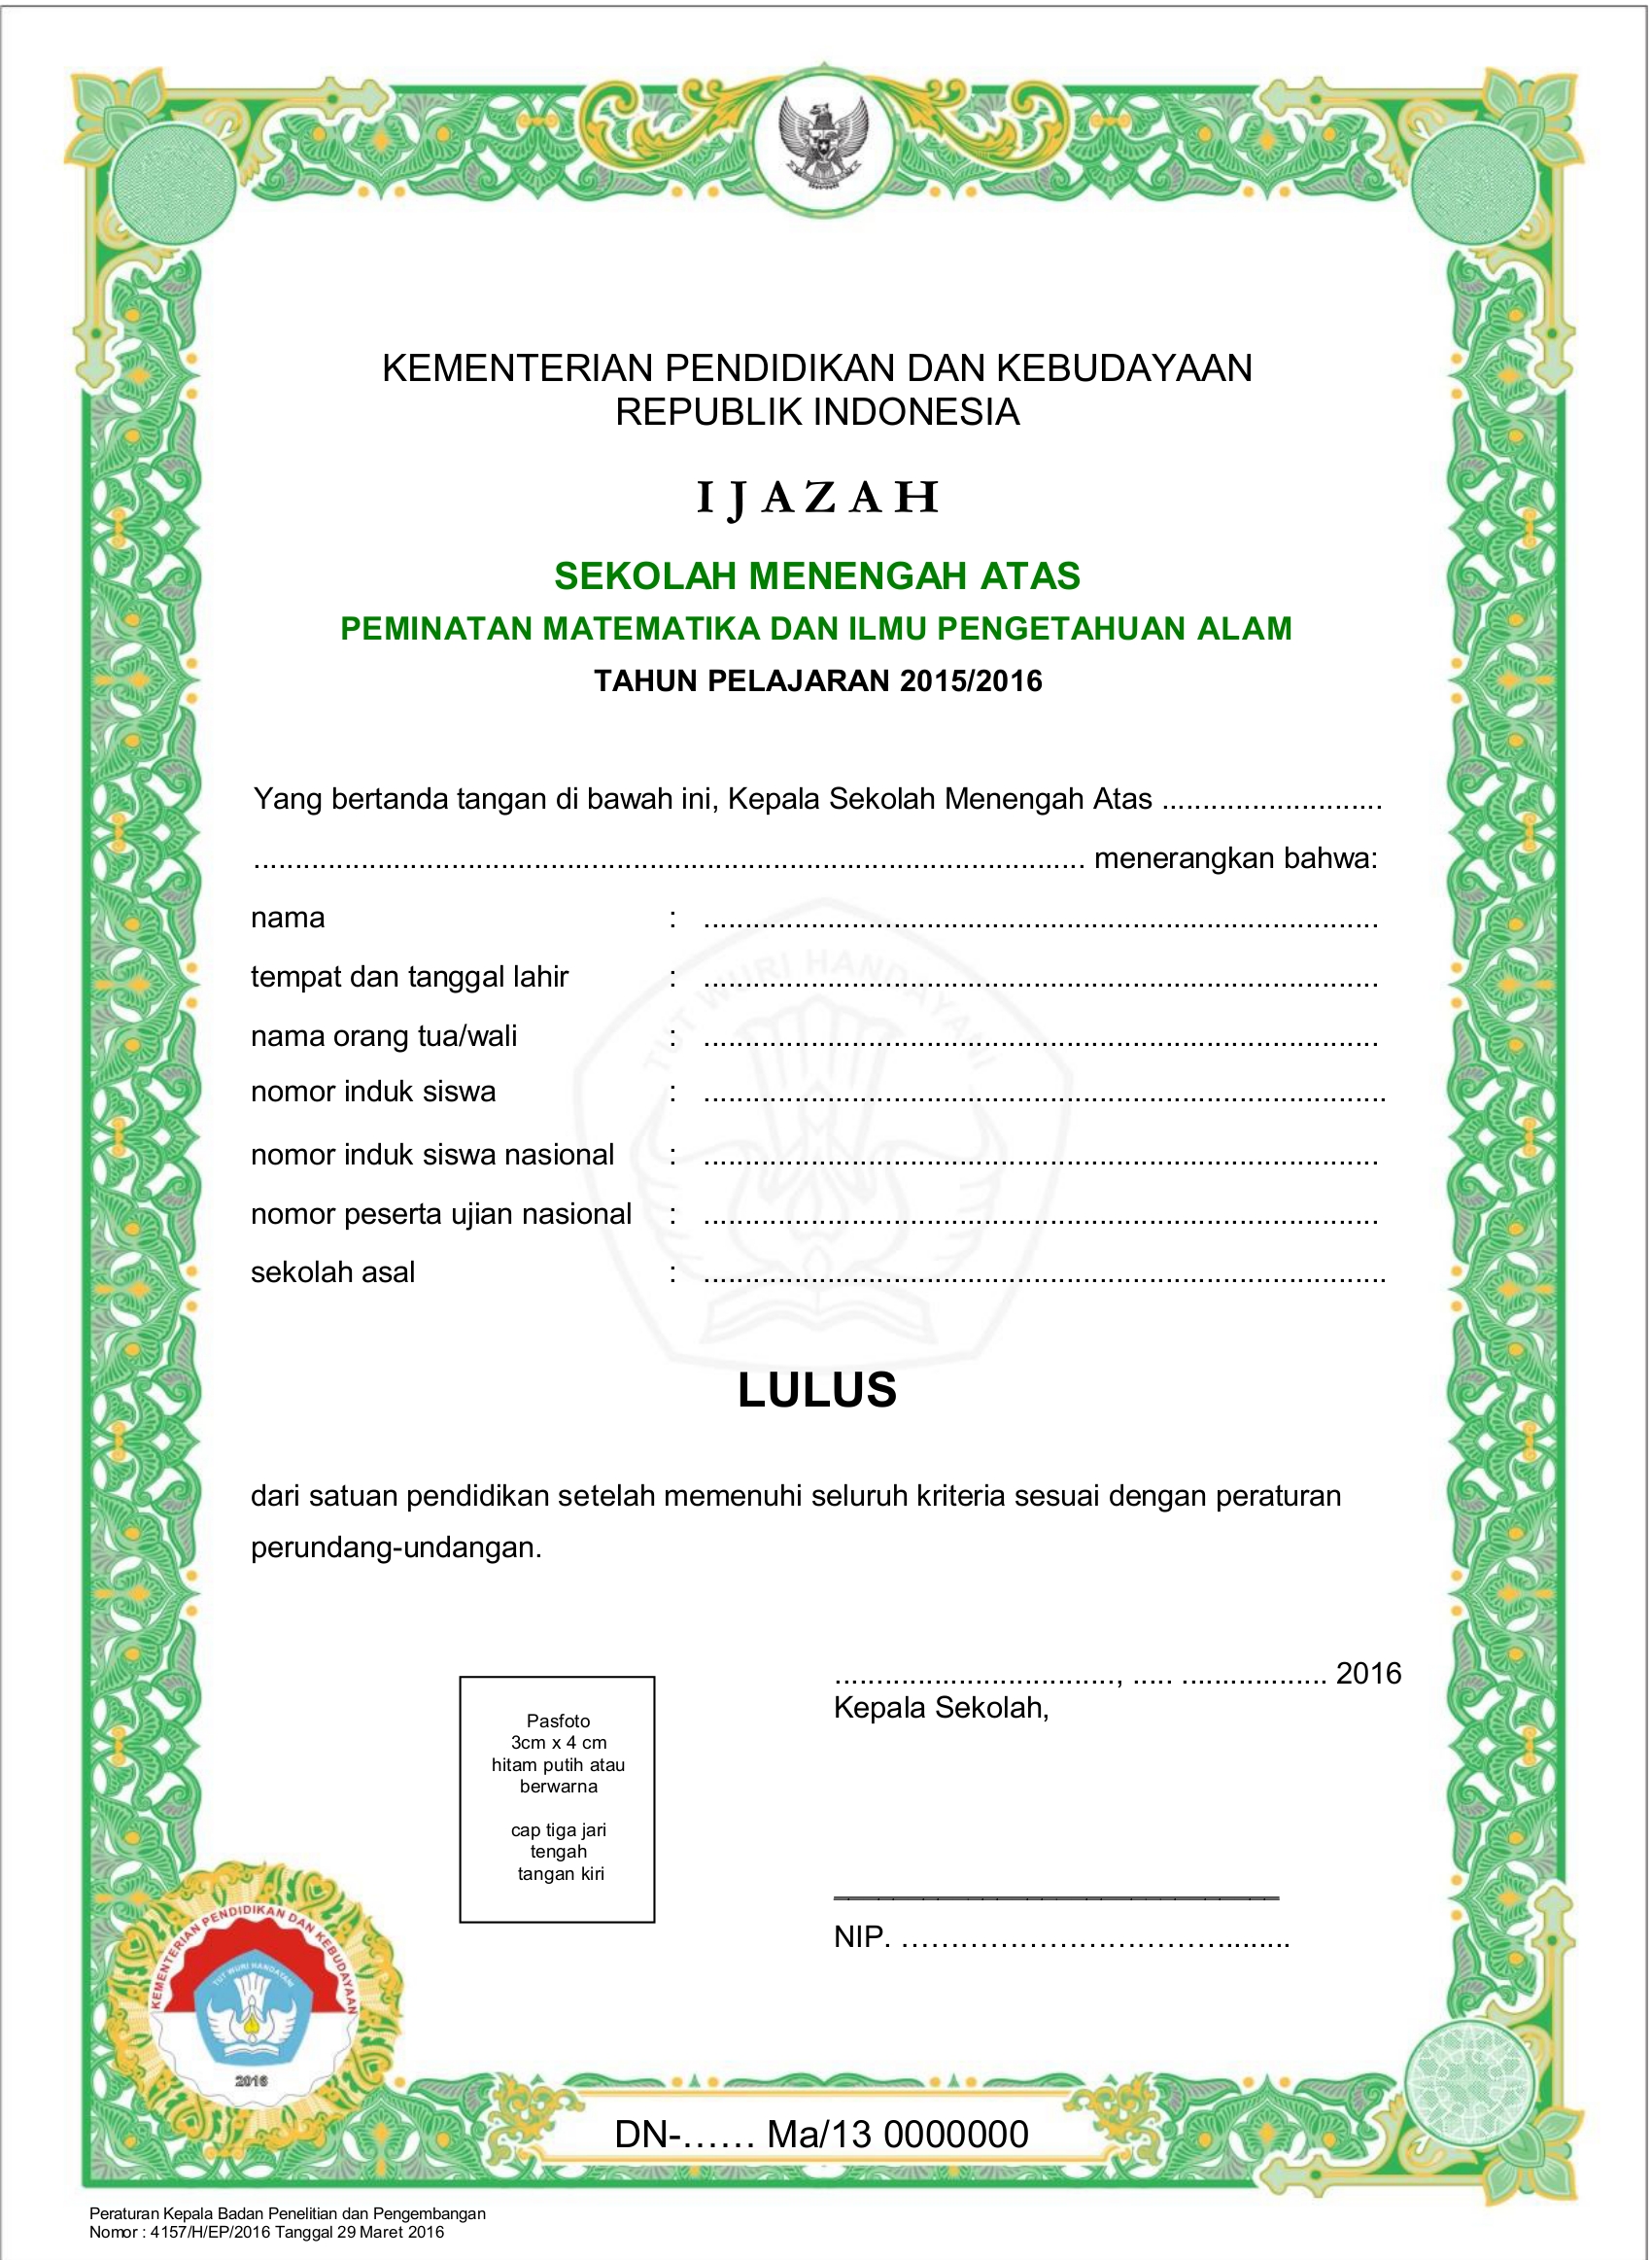 KEMENTERIAN PENDIDIKAN DAN KEBUDAYAAN
REPUBLIK INDONESIA
I J A Z A H
SEKOLAH MENENGAH ATAS
PEMINATAN MATEMATIKA DAN ILMU PENGETAHUAN ALAM
TAHUN PELAJARAN 2015/2016
Yang bertanda tangan di bawah ini, Kepala Sekolah Menengah Atas ...........................
..................................................................................................... menerangkan bahwa:
nama : ..................................................................................
tempat dan tanggal lahir : ..................................................................................
nama orang tua/wali : ..................................................................................
nomor induk siswa : ...................................................................................
nomor induk siswa nasional : ..................................................................................
nomor peserta ujian nasional : ..................................................................................
sekolah asal : ...................................................................................
TUT WURI HANDAYANI
LULUS
dari satuan pendidikan setelah memenuhi seluruh kriteria sesuai dengan peraturan
perundang-undangan.
.................................., ..... .................. 2016
Kepala Sekolah,
Pasfoto
3cm x 4 cm
hitam putih atau
berwarna
cap tiga jari
tengah
tangan kiri
NIP. …………………………….........
KEMENTERIAN PENDIDIKAN DAN KEBUDAYAAN
TUT WURI HANDAYANI
2016
DN-…… Ma/13 0000000
Peraturan Kepala Badan Penelitian dan Pengembangan
Nomor : 4157/H/EP/2016 Tanggal 29 Maret 2016